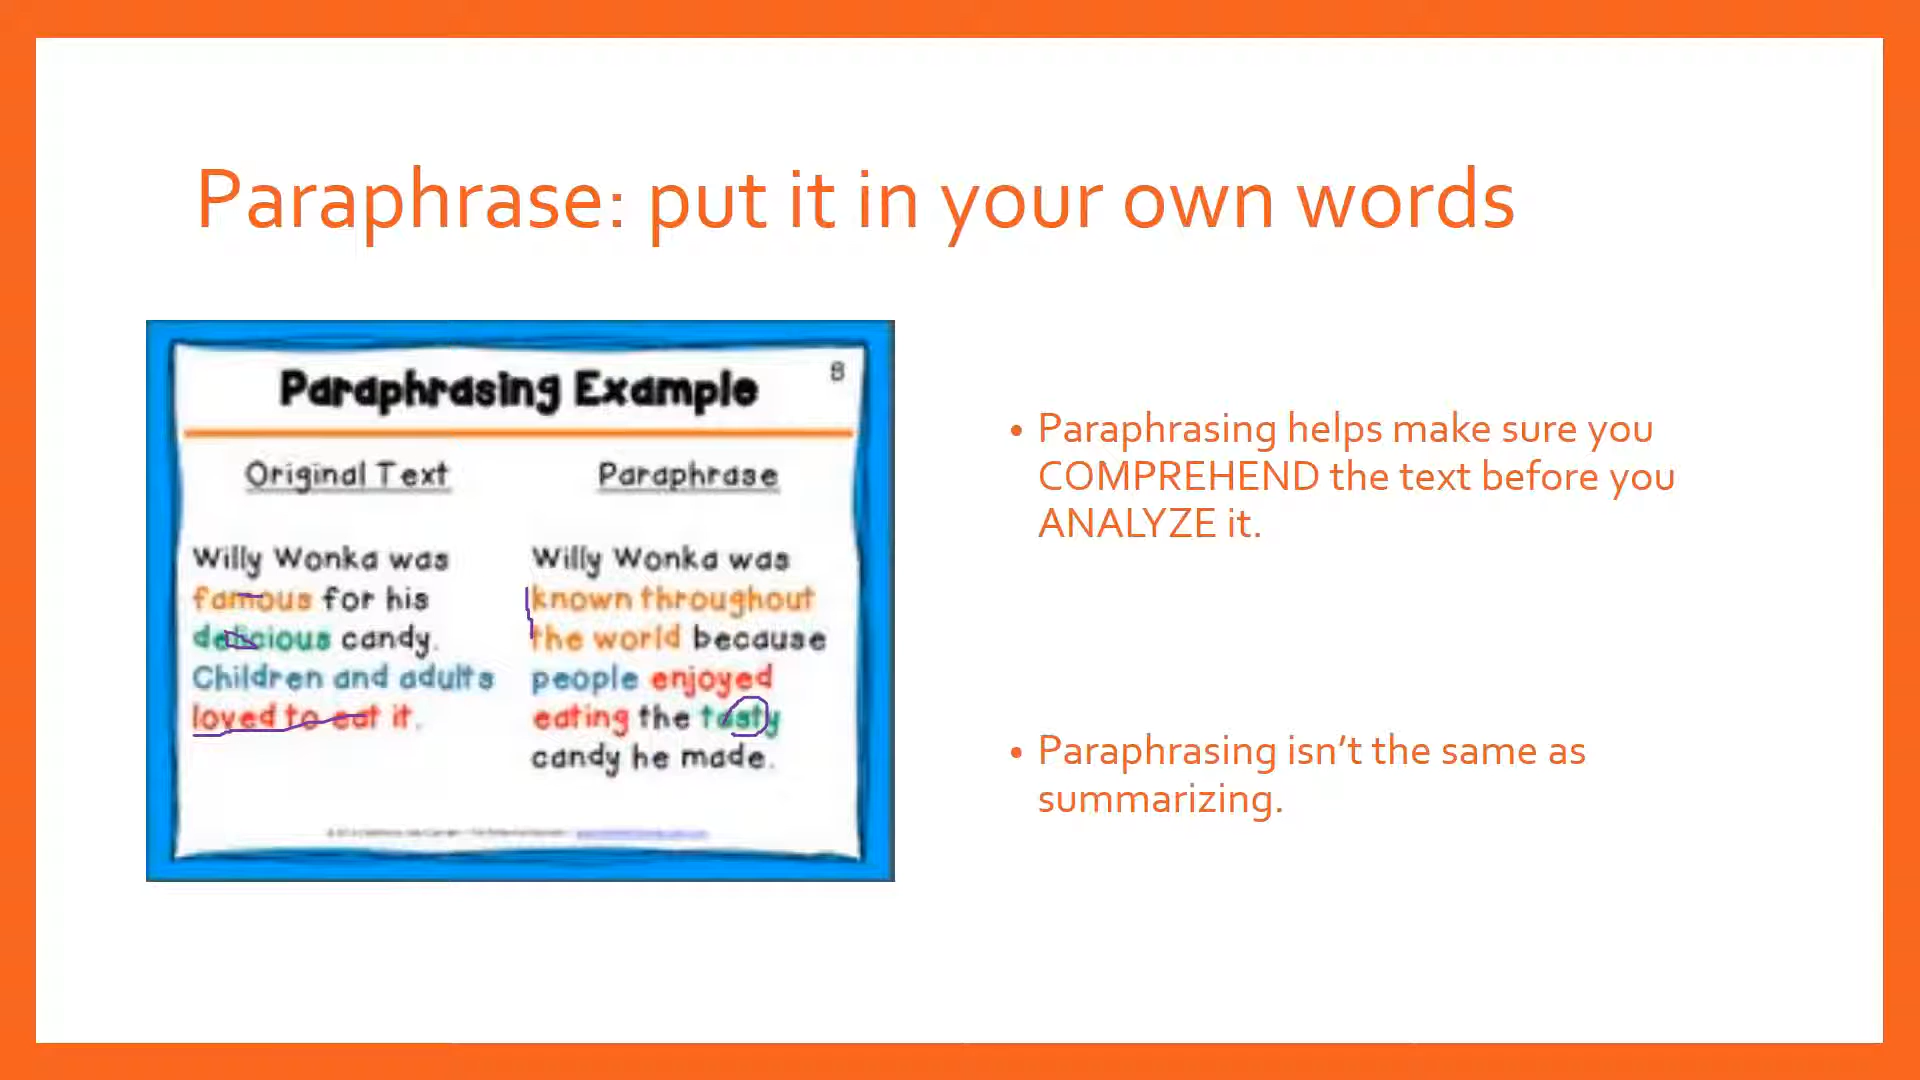 Paraphrase: put it in your own words
Paraphrasing Example
8
Original Text
Willy Wonka was
famous for his
delicious candy.
Children and adults
loved to eat it.
Paraphrase
Willy Wonka was
known throughout
the world because
people enjoyed
eating the tasty
candy he made.
• Paraphrasing helps make sure you
COMPREHEND the text before you
ANALYZE it.
• Paraphrasing isn’t the same as
summarizing.